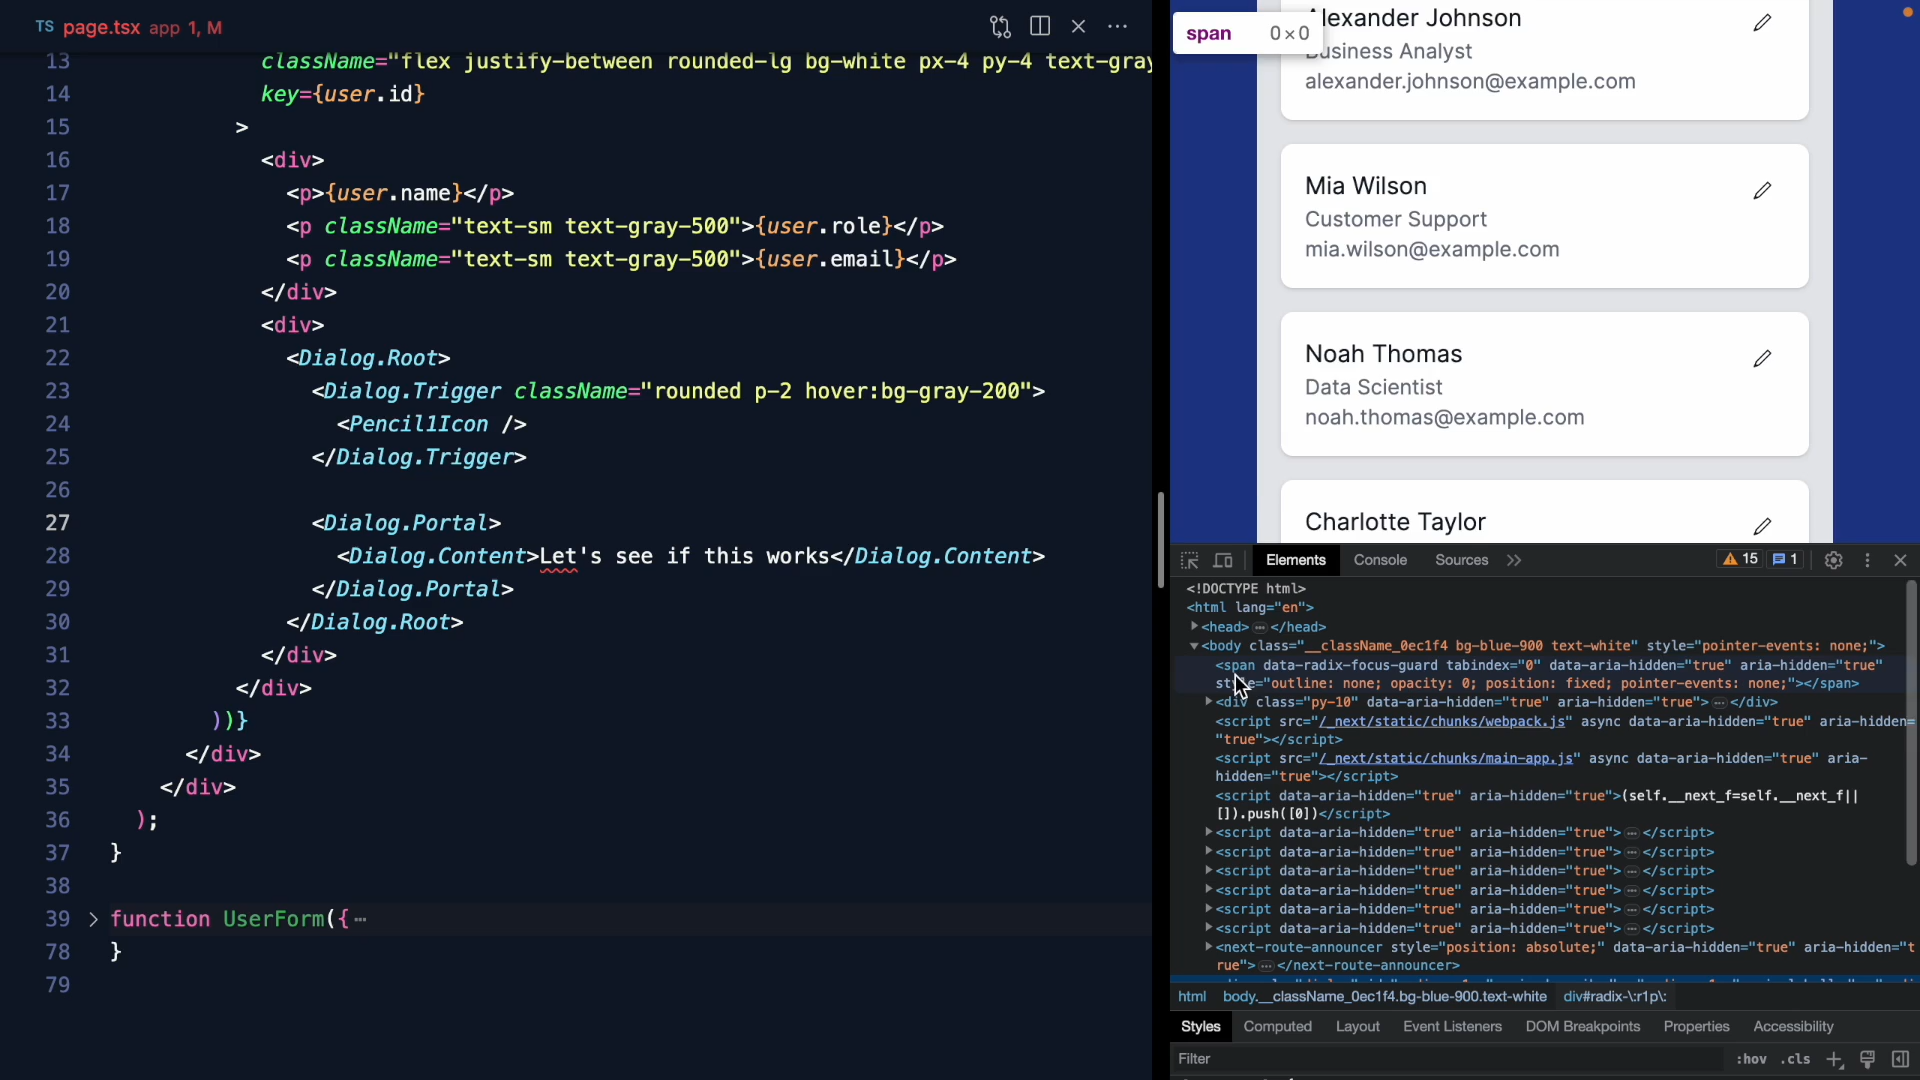 TS page.tsx app 1, M
13 className="flex justify-between rounded-lg bg-white px-4 py-4 text-gray
14 key={user.id}
15 >
16 <div>
17 <p>{user.name}</p>
18 <p className="text-sm text-gray-500">{user.role}</p>
19 <p className="text-sm text-gray-500">{user.email}</p>
20 </div>
21 <div>
22 <Dialog.Root>
23 <Dialog.Trigger className="rounded p-2 hover:bg-gray-200">
24 <Pencil1Icon />
25 </Dialog.Trigger>
26
27 <Dialog.Portal>
28 <Dialog.Content>Let's see if this works</Dialog.Content>
29 </Dialog.Portal>
30 </Dialog.Root>
31 </div>
32 </div>
33 ))}
34 </div>
35 </div>
36 );
37 }
38
39 function UserForm({
78 }
79
span 0×0
Alexander Johnson
Business Analyst
alexander.johnson@example.com
Mia Wilson
Customer Support
mia.wilson@example.com
Noah Thomas
Data Scientist
noah.thomas@example.com
Charlotte Taylor
Elements Console Sources 15 1
<!DOCTYPE html>
<html lang="en">
<head> </head>
<body class="__className_0ec1f4 bg-blue-900 text-white" style="pointer-events: none;">
<span data-radix-focus-guard tabindex="0" data-aria-hidden="true" aria-hidden="true"
style="outline: none; opacity: 0; position: fixed; pointer-events: none;"></span>
<div class="py-10" data-aria-hidden="true" aria-hidden="true"> </div>
<script src="/_next/static/chunks/webpack.js" async data-aria-hidden="true" aria-hidden=
"true"></script>
<script src="/_next/static/chunks/main-app.js" async data-aria-hidden="true" aria-
hidden="true"></script>
<script data-aria-hidden="true" aria-hidden="true">(self.__next_f=self.__next_f||
[]).push([0])</script>
<script data-aria-hidden="true" aria-hidden="true"> </script>
<script data-aria-hidden="true" aria-hidden="true"> </script>
<script data-aria-hidden="true" aria-hidden="true"> </script>
<script data-aria-hidden="true" aria-hidden="true"> </script>
<script data-aria-hidden="true" aria-hidden="true"> </script>
<script data-aria-hidden="true" aria-hidden="true"> </script>
<next-route-announcer style="position: absolute;" data-aria-hidden="true" aria-hidden="t
rue"> </next-route-announcer>
html body.__className_0ec1f4.bg-blue-900.text-white div#radix-\:r1p\:
Styles Computed Layout Event Listeners DOM Breakpoints Properties Accessibility
Filter :hov .cls